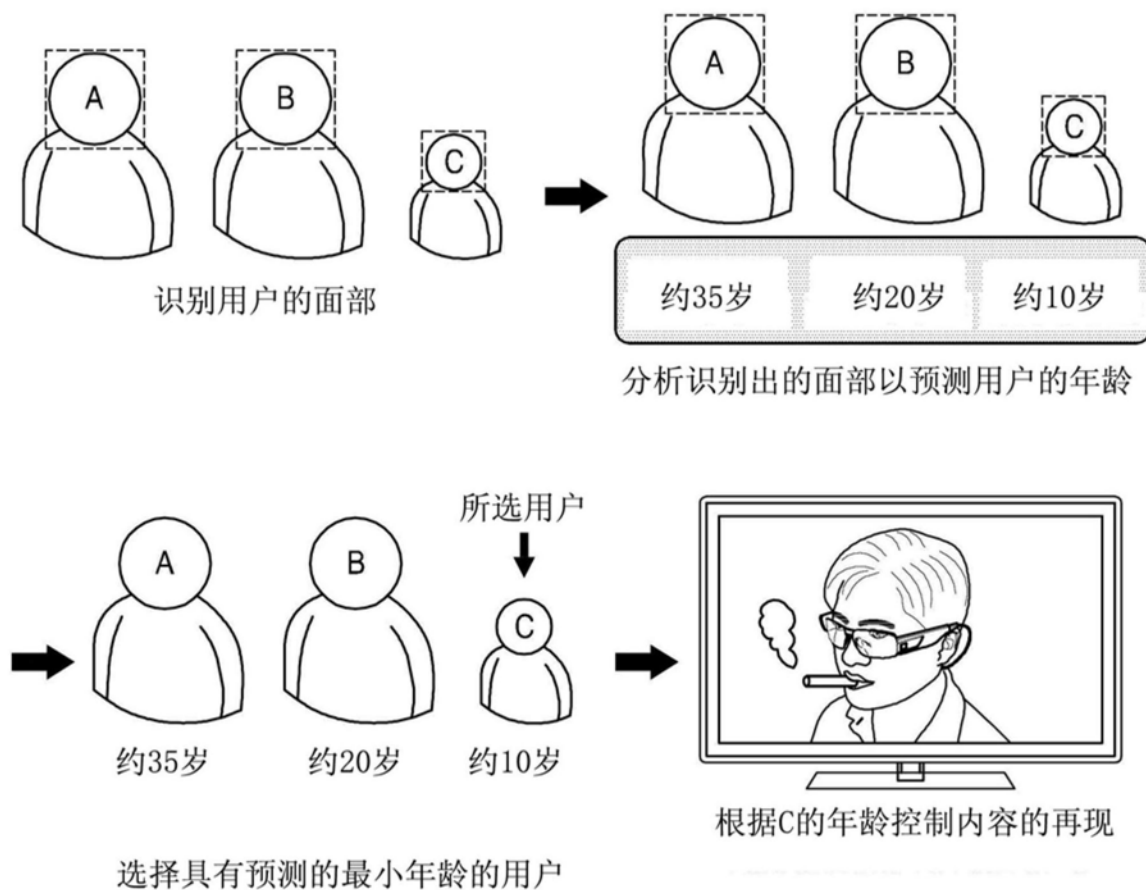 A
B
C
识别用户的面部
A
B
C
约35岁
约20岁
约10岁
分析识别出的面部以预测用户的年龄
所选用户
A
B
C
约35岁
约20岁
约10岁
选择具有预测的最小年龄的用户
根据C的年龄控制内容的再现